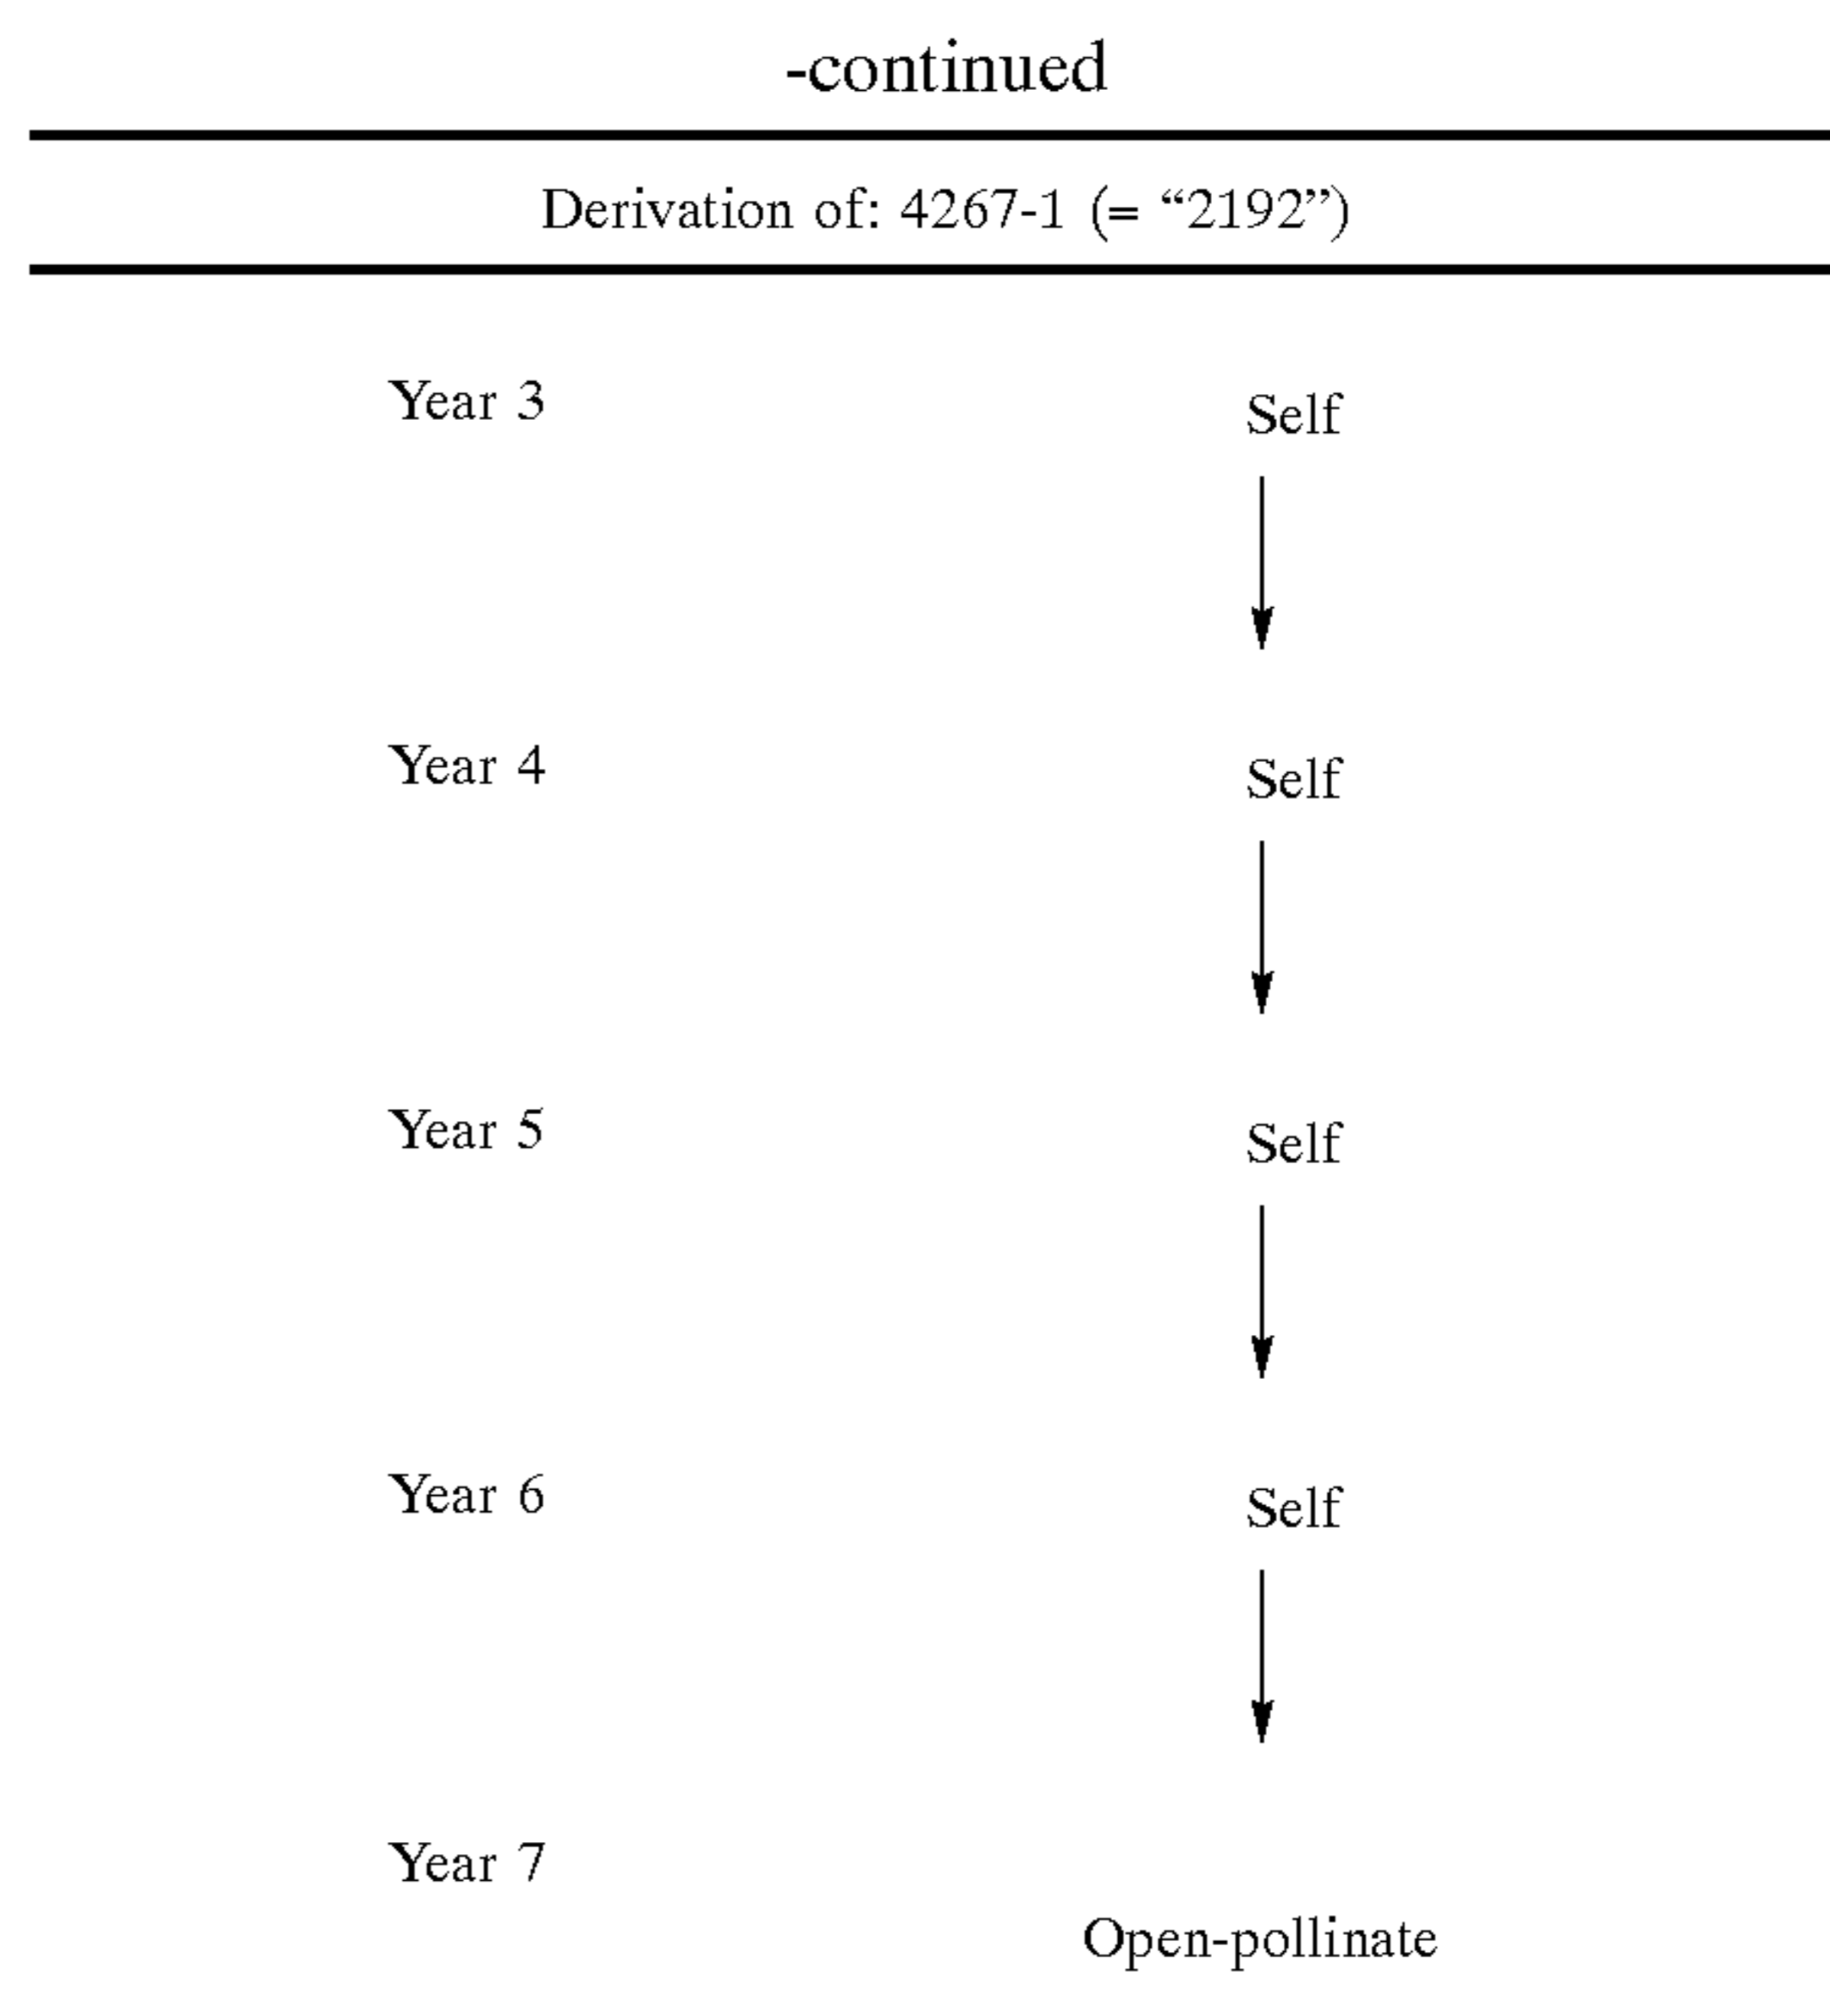 -continued
Derivation of: 4267-1 (= “2192”)
Year 3 Self
Year 4 Self
Year 5 Self
Year 6 Self
Year 7
Open-pollinate